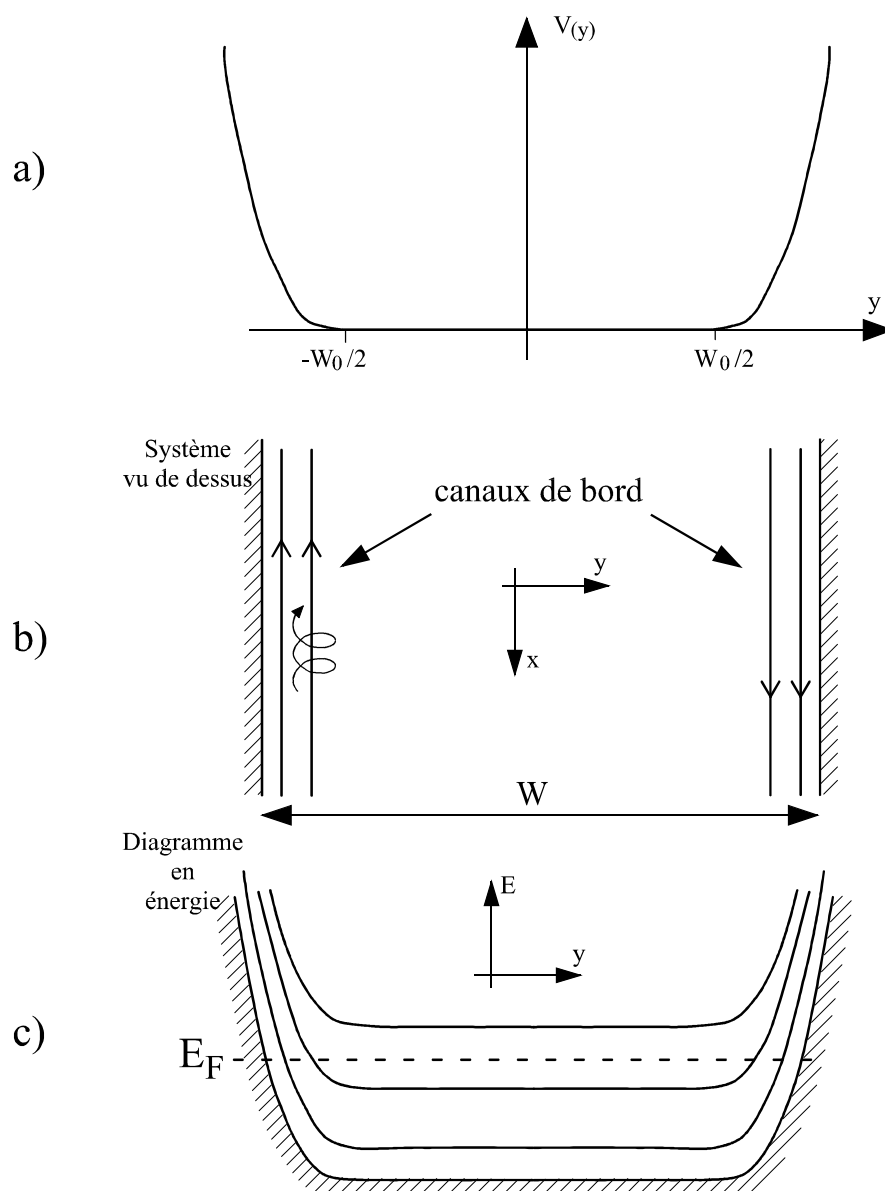 V(y)
a)
y
-W0/2
W0/2
Système
vu de dessus
canaux de bord
y
b)
x
W
Diagramme
en
énergie
E
y
c)
EF